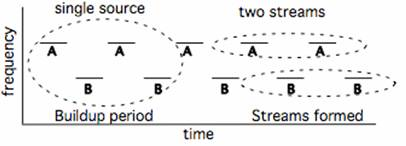 single source
two streams
frequency
A A A A A
B B B B B
Buildup period
Streams formed
time